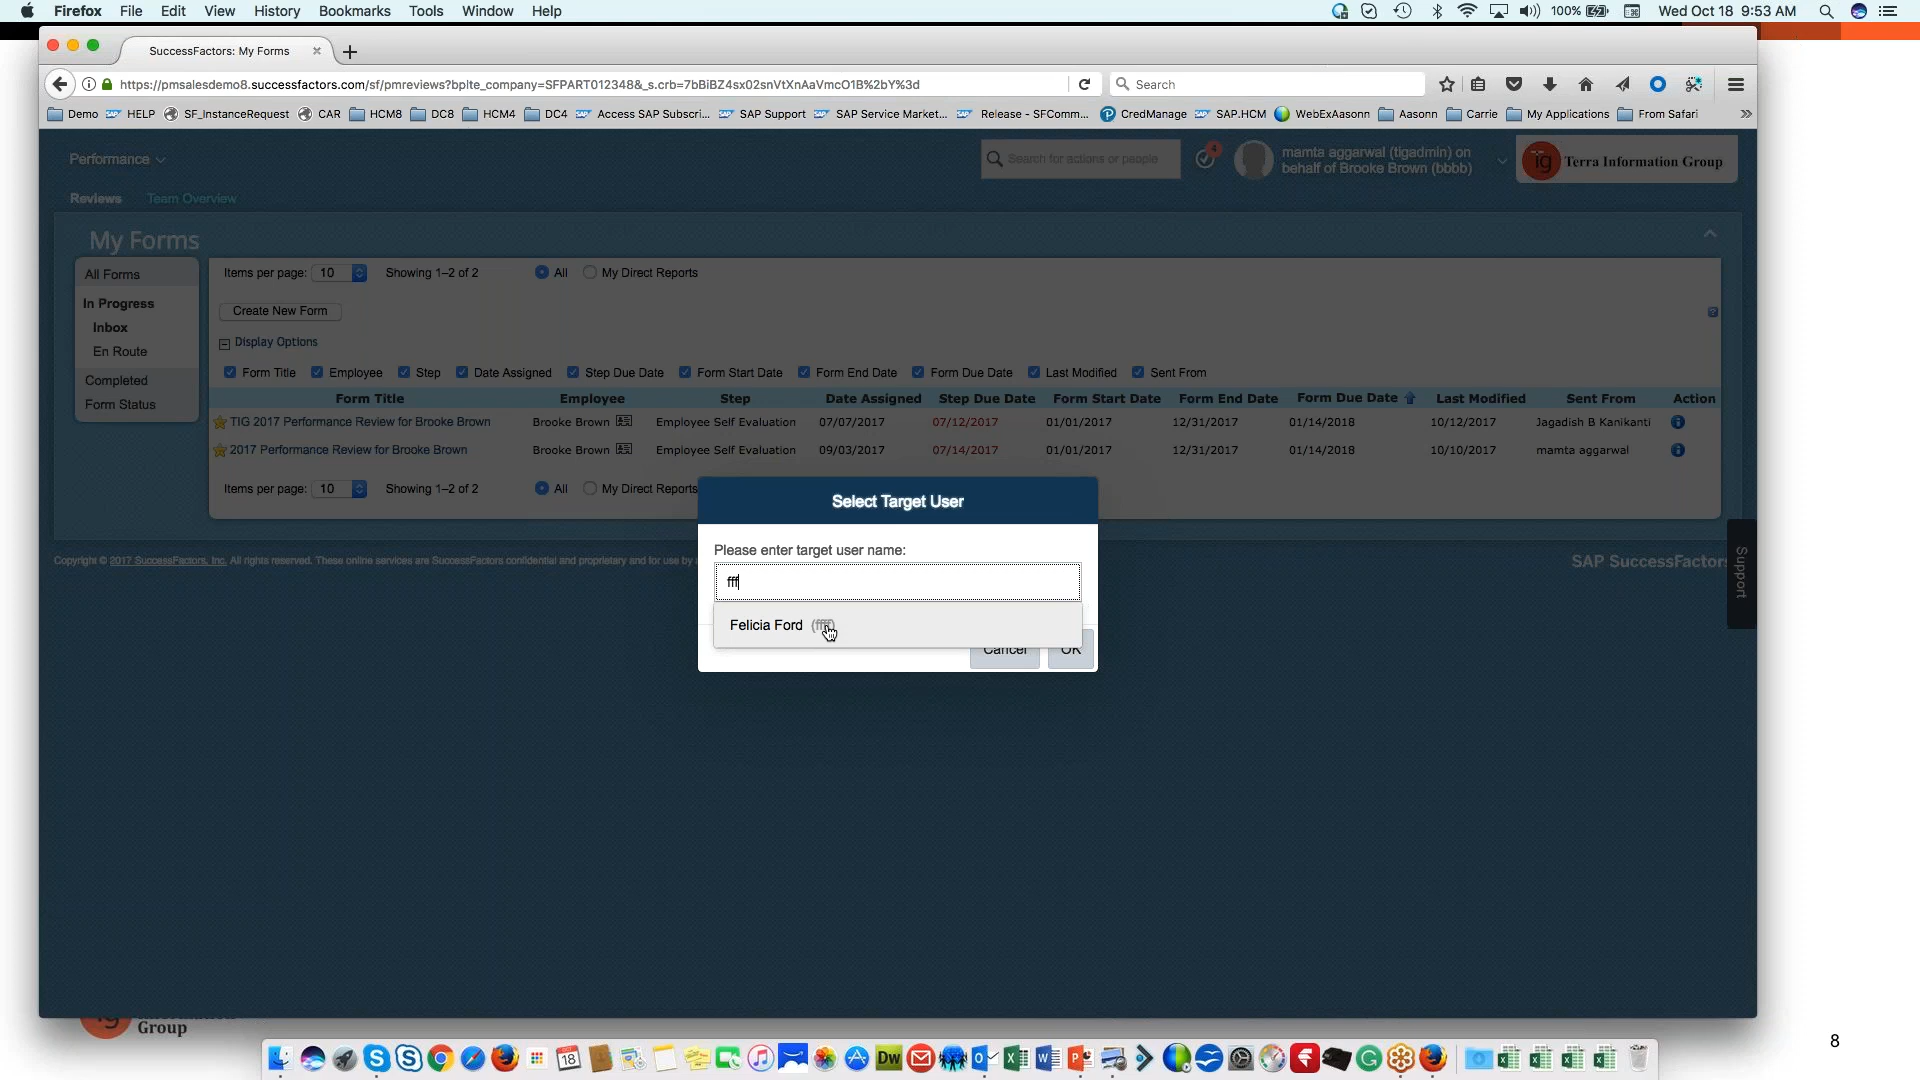 Firefox File Edit View History Bookmarks Tools Window Help 100% Wed Oct 18 9:53 AM
SuccessFactors: My Forms
https://pmsalesdemo8.successfactors.com/sf/pmreviews?bplte_company=SFPART012348&_s.crb=7bBiBZ4sx02snVtXnAaVmcO1B%2bY%3d Search
Demo HELP SF_InstanceRequest CAR HCM8 DC8 HCM4 DC4 Access SAP Subscri... SAP Support SAP Service Market... Release - SFComm... CredManage SAP.HCM WebExAasonn Aasonn Carrie My Applications From Safari
Performance Search for actions or people 4 mamta aggarwal (tigadmin) on behalf of Brooke Brown (bbbb) ig Terra Information Group
Reviews Team Overview
My Forms
All Forms
In Progress
Inbox
En Route
Completed
Form Status
Items per page: 10 Showing 1–2 of 2 All My Direct Reports
Create New Form
Display Options
Form Title Employee Step Date Assigned Step Due Date Form Start Date Form End Date Form Due Date Last Modified Sent From
Form Title Employee Step Date Assigned Step Due Date Form Start Date Form End Date Form Due Date Last Modified Sent From Action
TIG 2017 Performance Review for Brooke Brown Brooke Brown Employee Self Evaluation 07/07/2017 07/12/2017 01/01/2017 12/31/2017 01/14/2018 10/12/2017 Jagadish B Kanikanti
2017 Performance Review for Brooke Brown Brooke Brown Employee Self Evaluation 09/03/2017 07/14/2017 01/01/2017 12/31/2017 01/14/2018 10/10/2017 mamta aggarwal
Items per page: 10 Showing 1–2 of 2 All My Direct Reports
Select Target User
Please enter target user name:
fff
Felicia Ford (ffff)
Cancel OK
Copyright © 2017 SuccessFactors, Inc. All rights reserved. These online services are SuccessFactors confidential and proprietary and for use by
SAP SuccessFactors
Support
Group
8